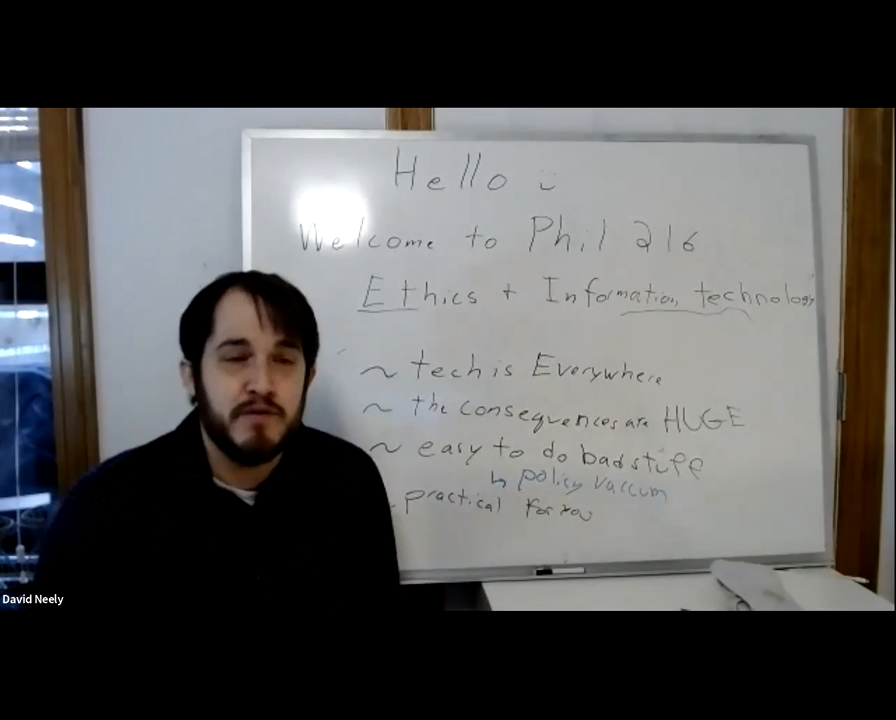 Hello
Welcome to Phil 216
Ethics + Information technology
~ tech is Everywhere
~ the consequences are HUGE
~ easy to do bad stuff
↳ policy vaccum
practical for you
David Neely